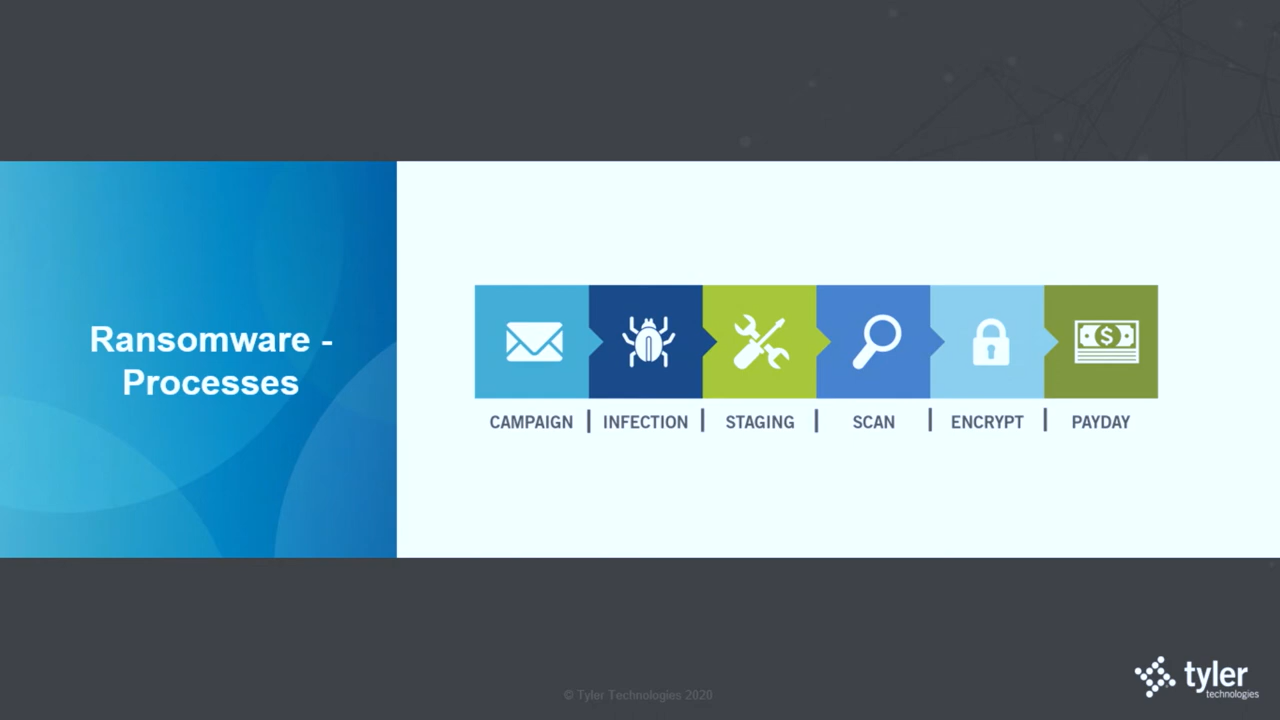 Ransomware -
Processes
$
CAMPAIGN | INFECTION | STAGING | SCAN | ENCRYPT | PAYDAY
© Tyler Technologies 2020
tyler
technologies